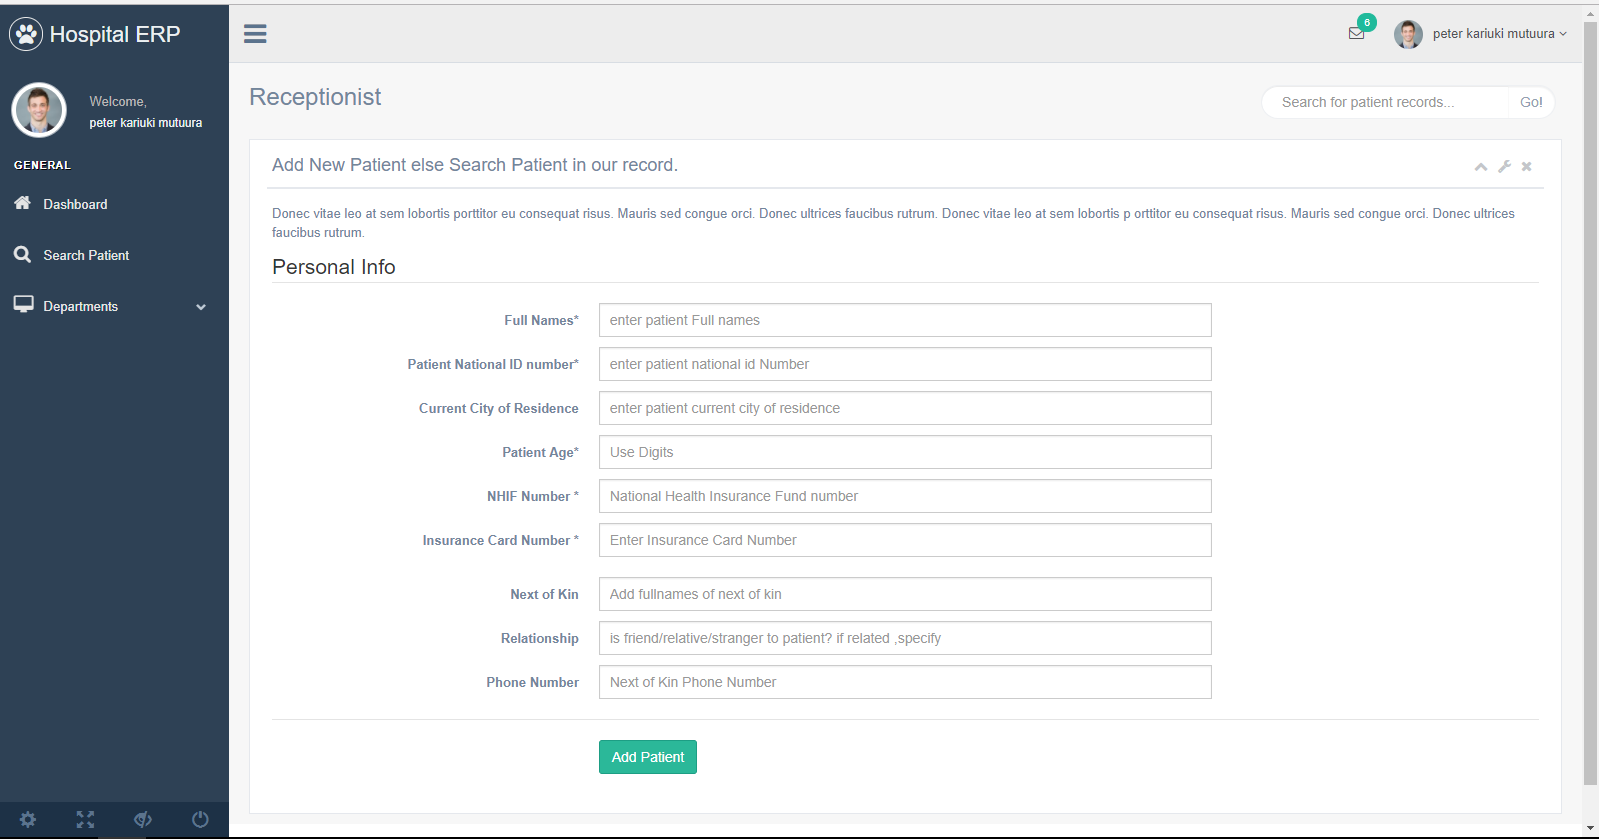 Hospital ERP
6
peter kariuki mutuura
Welcome,
peter kariuki mutuura
GENERAL
Dashboard
Search Patient
Departments
Receptionist
Search for patient records...
Go!
Add New Patient else Search Patient in our record.
Donec vitae leo at sem lobortis porttitor eu consequat risus. Mauris sed congue orci. Donec ultrices faucibus rutrum. Donec vitae leo at sem lobortis p orttitor eu consequat risus. Mauris sed congue orci. Donec ultrices
faucibus rutrum.
Personal Info
Full Names* enter patient Full names
Patient National ID number* enter patient national id Number
Current City of Residence enter patient current city of residence
Patient Age* Use Digits
NHIF Number * National Health Insurance Fund number
Insurance Card Number * Enter Insurance Card Number
Next of Kin Add fullnames of next of kin
Relationship is friend/relative/stranger to patient? if related ,specify
Phone Number Next of Kin Phone Number
Add Patient